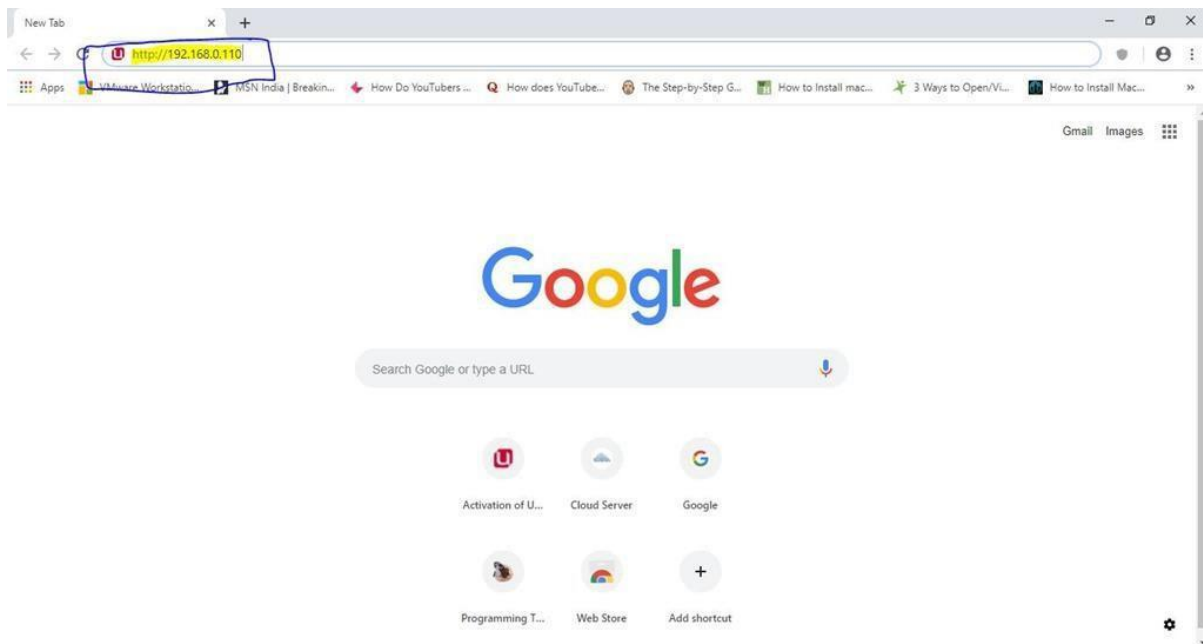 New Tab
http://192.168.0.110
Apps VMware Workstatio... MSN India | Breakin... How Do YouTubers ... How does YouTube... The Step-by-Step G... How to Install mac... 3 Ways to Open/Vi... How to Install Mac... »
Gmail Images
Google
Search Google or type a URL
Activation of U... Cloud Server Google
Programming T... Web Store Add shortcut